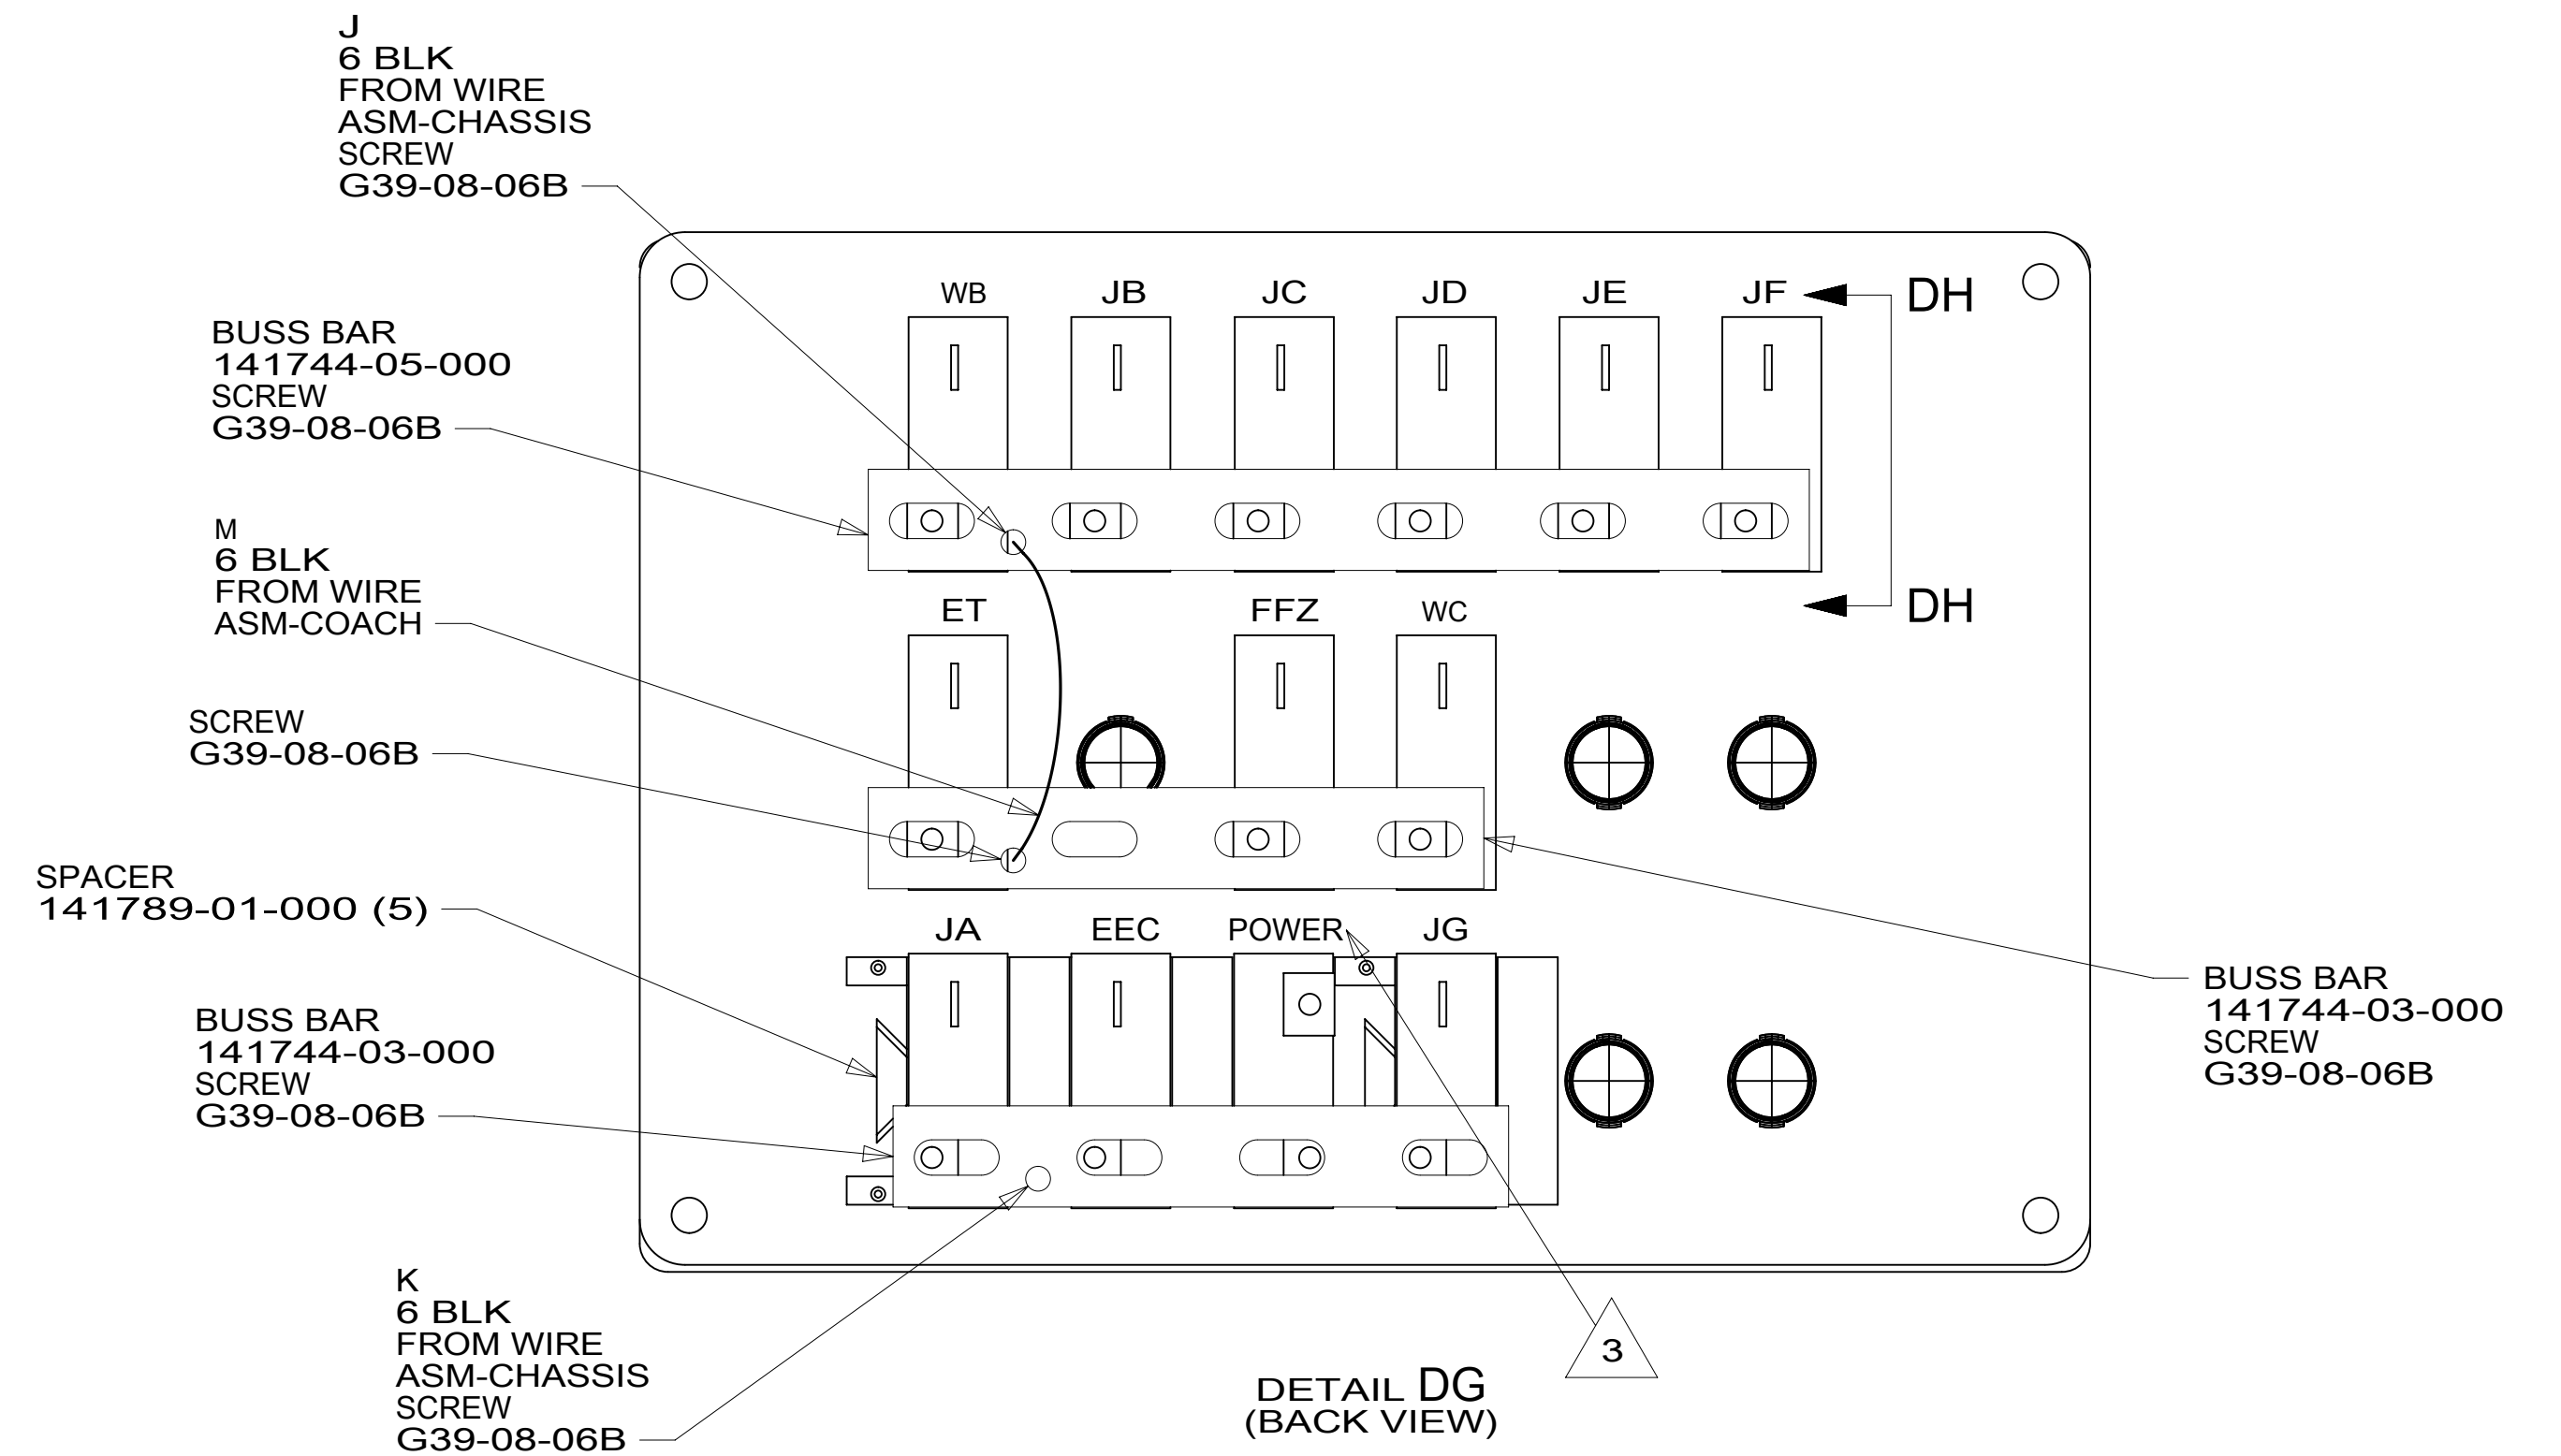 J
6 BLK
FROM WIRE
ASM-CHASSIS
SCREW
G39-08-06B
WB JB JC JD JE JF DH
BUSS BAR
141744-05-000
SCREW
G39-08-06B
M
6 BLK
FROM WIRE
ASM-COACH
ET FFZ WC DH
SCREW
G39-08-06B
SPACER
141789-01-000 (5)
JA EEC POWER JG
BUSS BAR
141744-03-000
SCREW
G39-08-06B
BUSS BAR
141744-03-000
SCREW
G39-08-06B
K
6 BLK
FROM WIRE
ASM-CHASSIS
SCREW
G39-08-06B
3
DETAIL DG
(BACK VIEW)